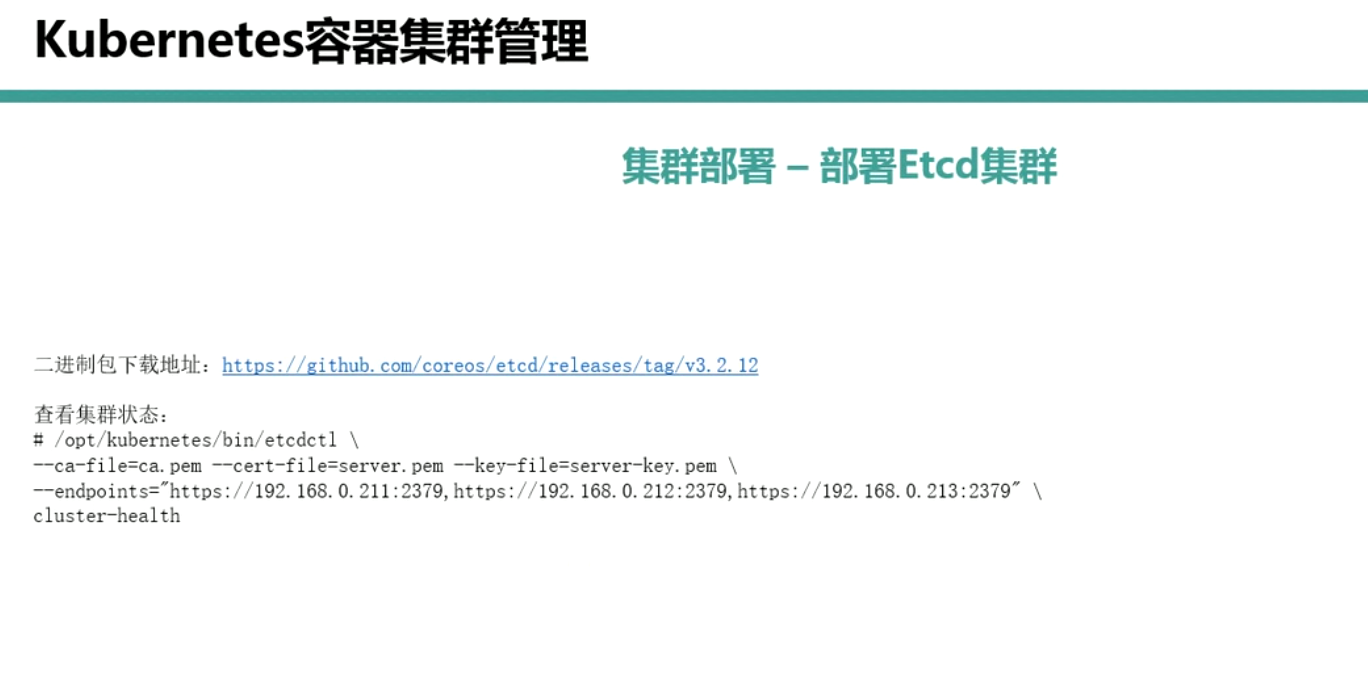 Kubernetes容器集群管理
集群部署 – 部署Etcd集群
二进制包下载地址：https://github.com/coreos/etcd/releases/tag/v3.2.12
查看集群状态：
# /opt/kubernetes/bin/etcdctl \
--ca-file=ca.pem --cert-file=server.pem --key-file=server-key.pem \
--endpoints="https://192.168.0.211:2379,https://192.168.0.212:2379,https://192.168.0.213:2379" \
cluster-health